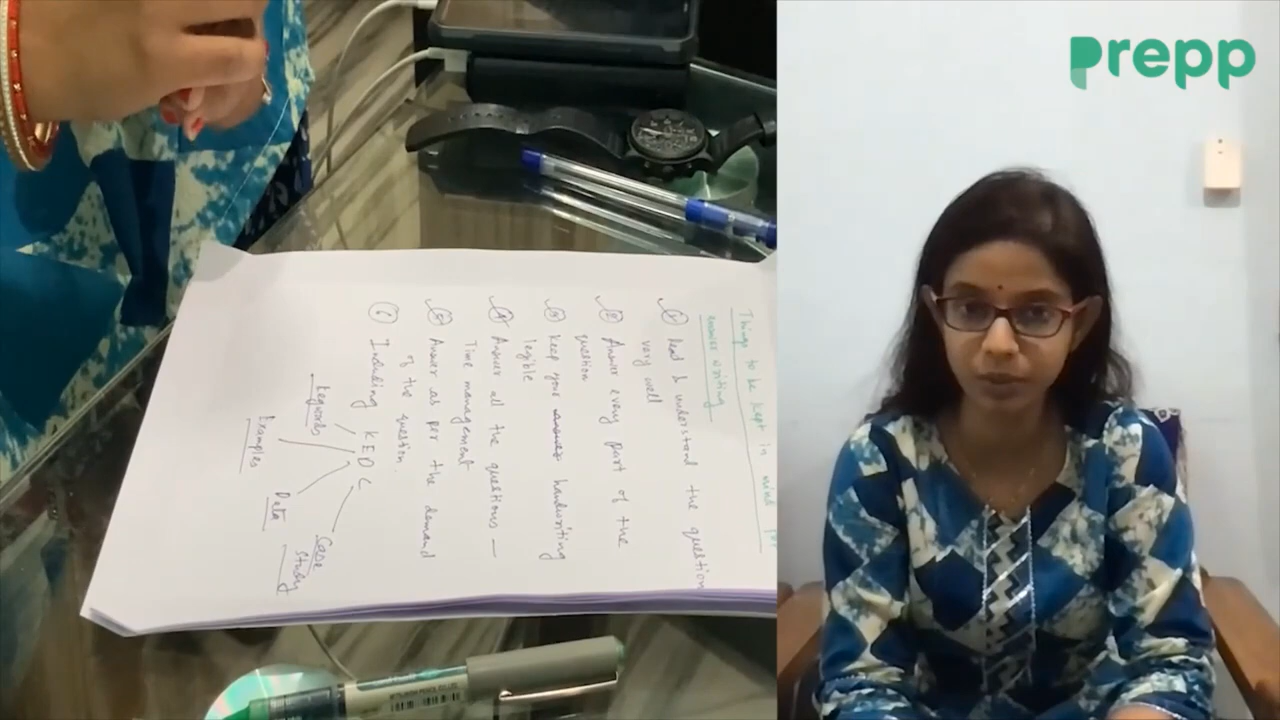 prepp
Things to be kept in mind for
answer writing
① Read & understand the question
very well
② Answer every part of the
question
③ Keep your answer handwriting
legible
④ Answer all the questions —
Time management
⑤ Answer as per the demand
of the question
⑥ Including K E D C
Keywords
Examples
Data
Case
study